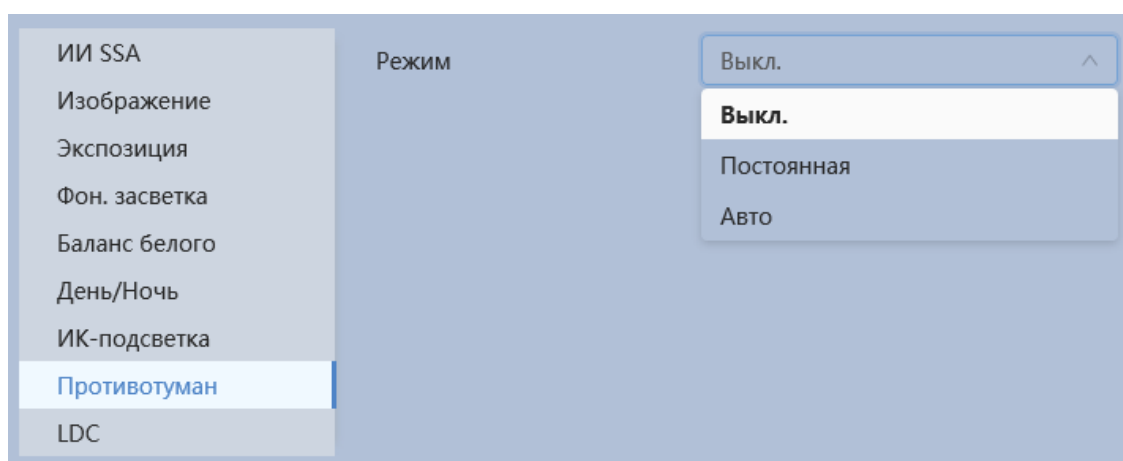 ИИ SSA
Изображение
Экспозиция
Фон. засветка
Баланс белого
День/Ночь
ИК-подсветка
Противотуман
LDC
Режим
Выкл.
Выкл.
Постоянная
Авто